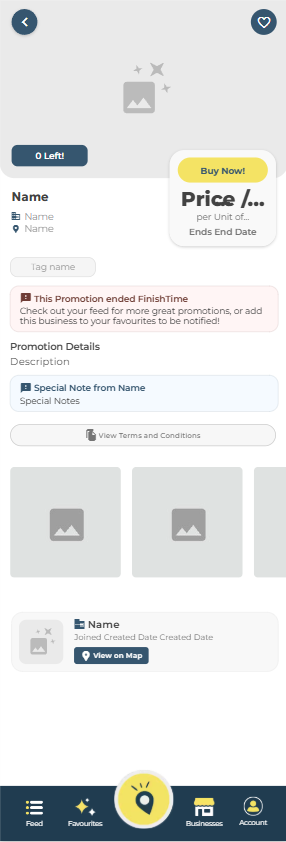 0 Left!
Buy Now!
Price /...
per Unit of...
Ends End Date
Name
Name
Name
Tag name
This Promotion ended FinishTime
Check out your feed for more great promotions, or add
this business to your favourites to be notified!
Promotion Details
Description
Special Note from Name
Special Notes
View Terms and Conditions
Name
Joined Created Date Created Date
View on Map
Feed
Favourites
Businesses
Account